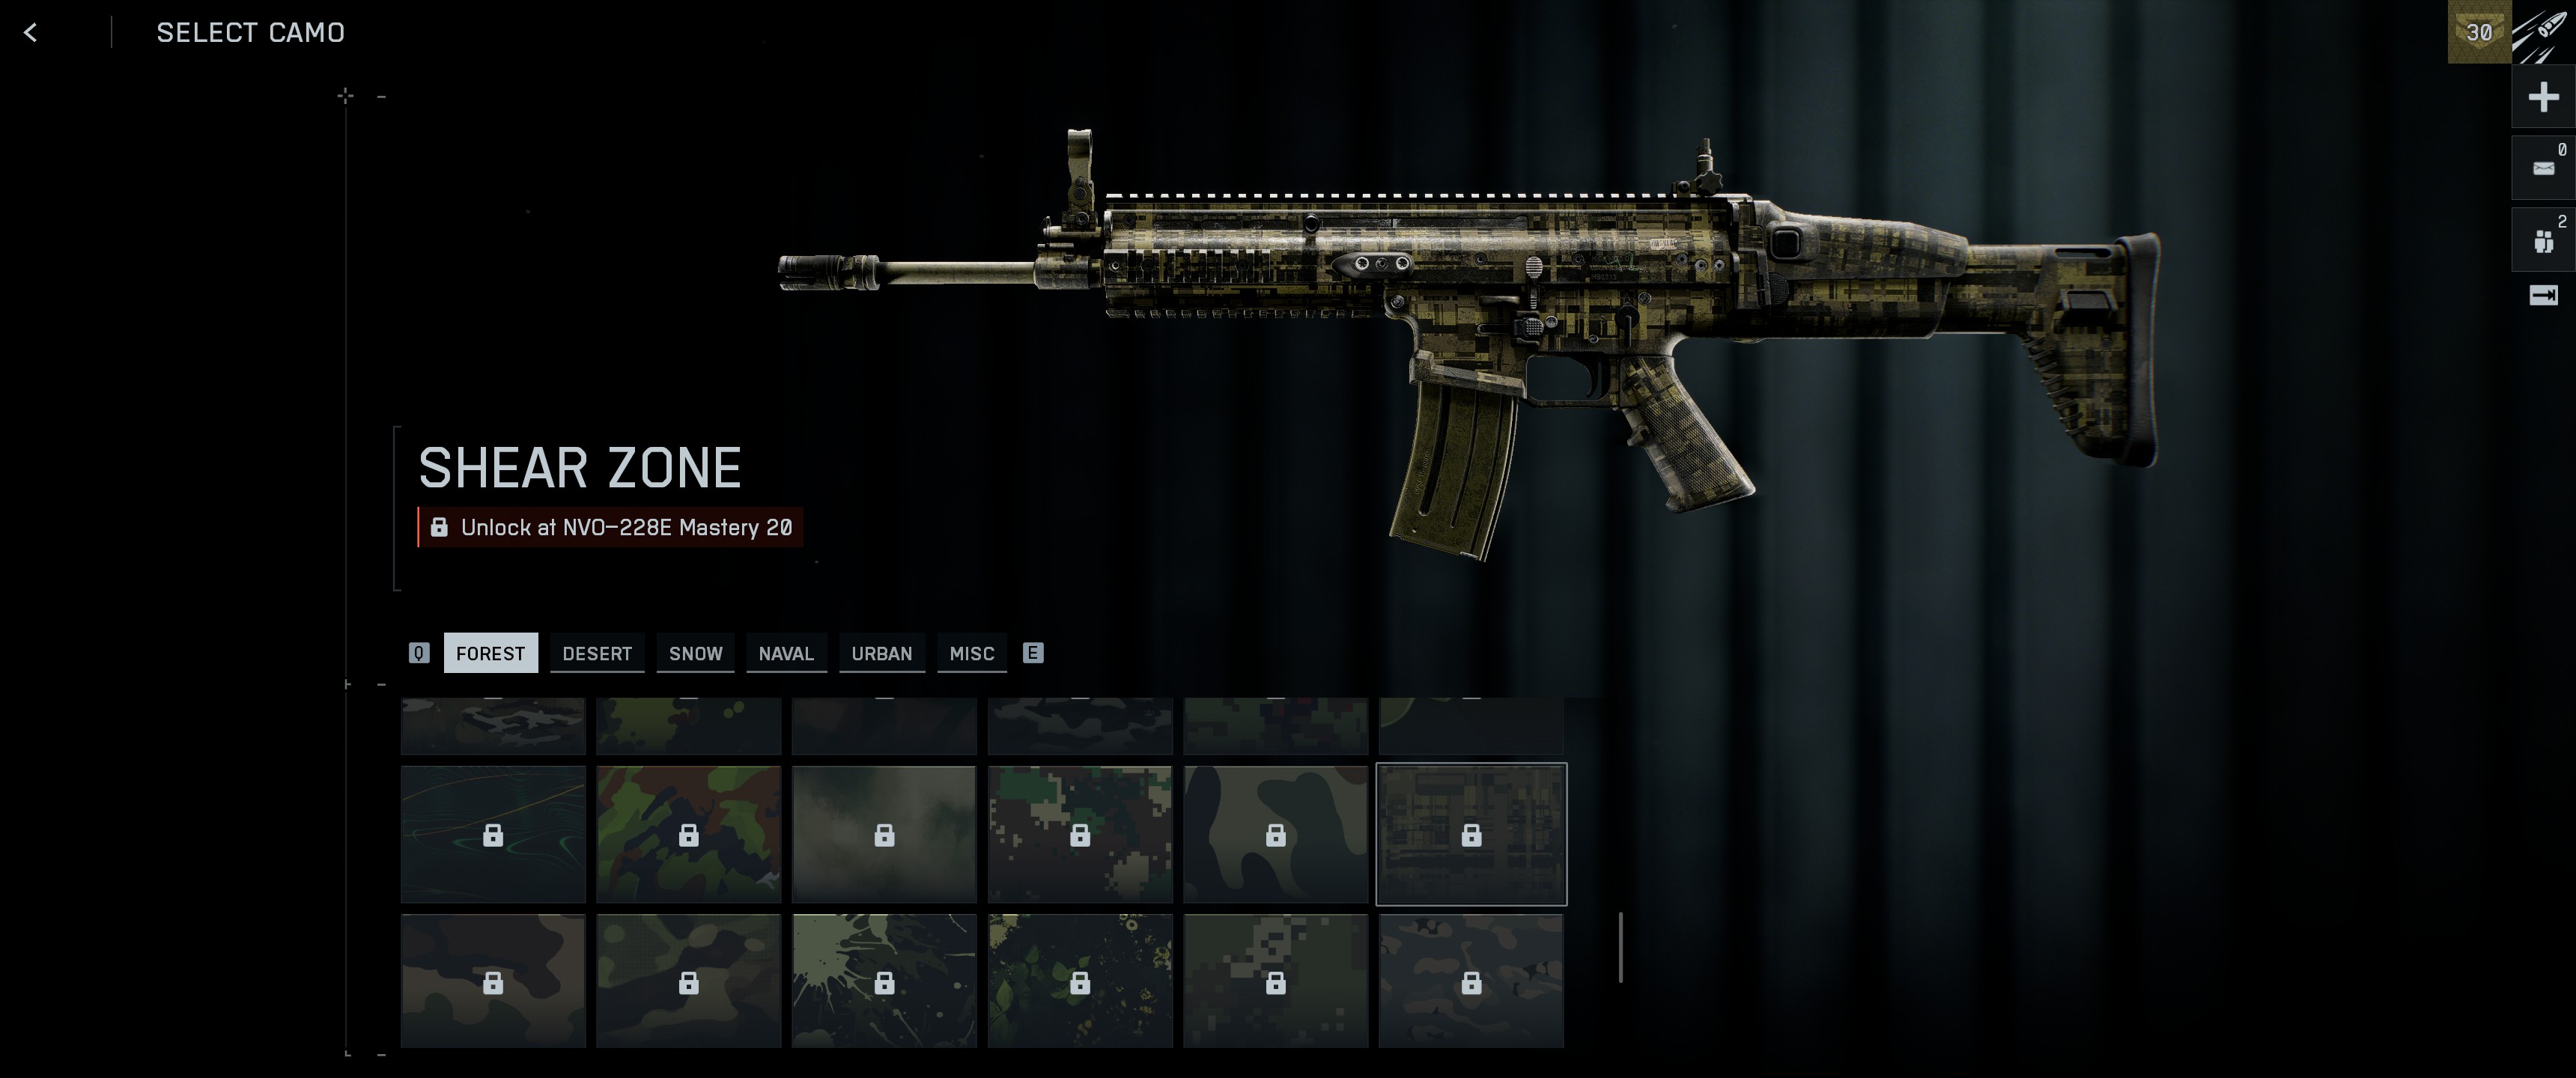 SELECT CAMO
30
0
2
SHEAR ZONE
Unlock at NVO-228E Mastery 20
Q FOREST DESERT SNOW NAVAL URBAN MISC E